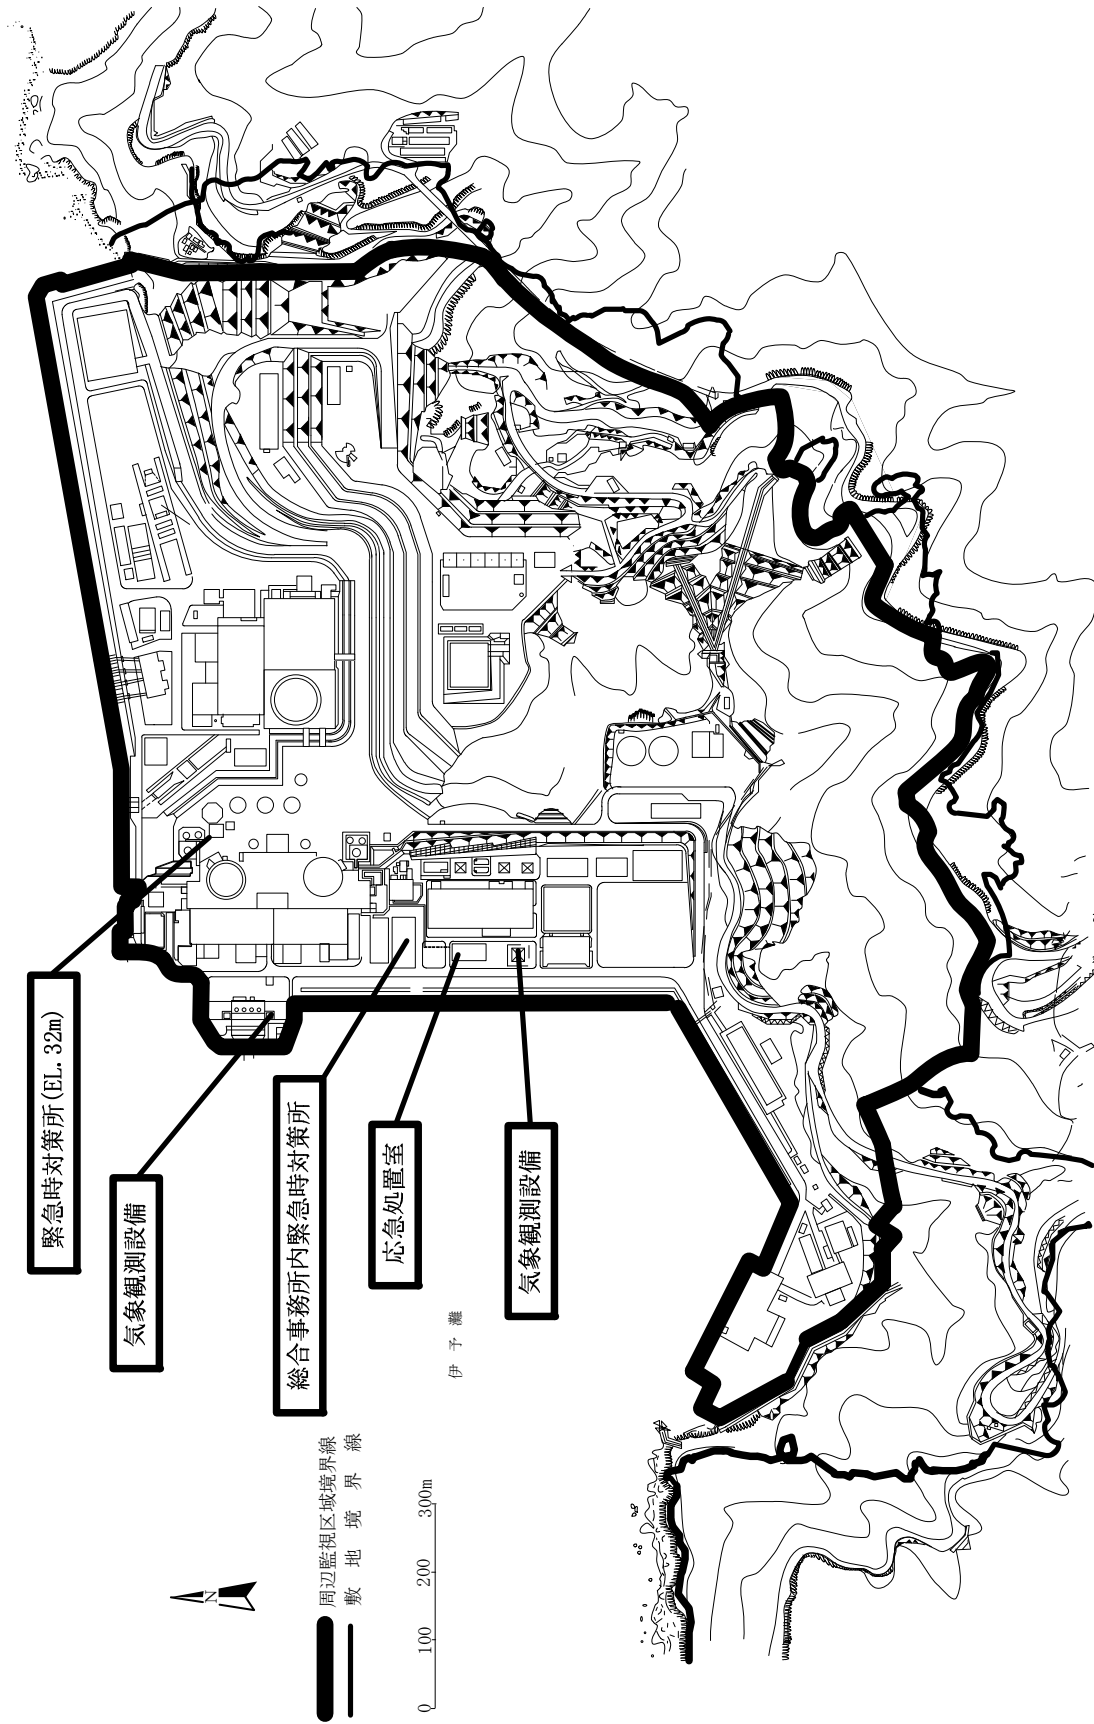 緊急時対策所(EL.32m)
気象観測設備
総合事務所内緊急時対策所
応急処置室
気象観測設備
伊予灘
N
周辺監視区域境界線
敷地境界線
0 100 200 300m